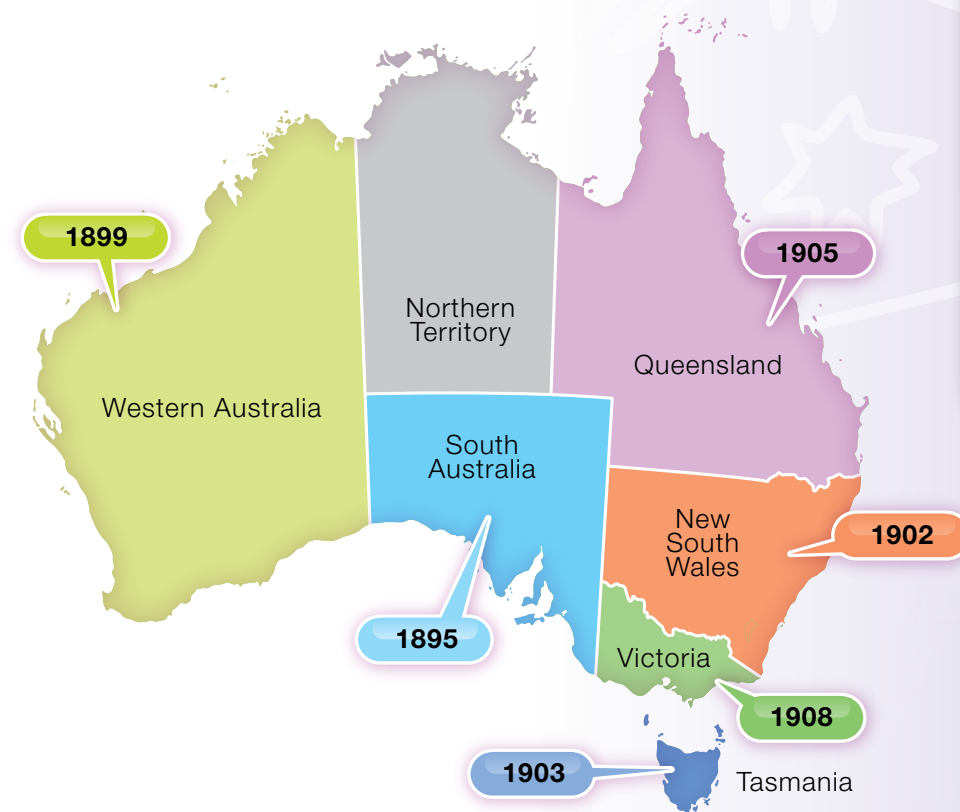 1899
1905
Northern
Territory
Queensland
Western Australia
South
Australia
New
South
Wales
1902
1895
Victoria
1908
1903
Tasmania